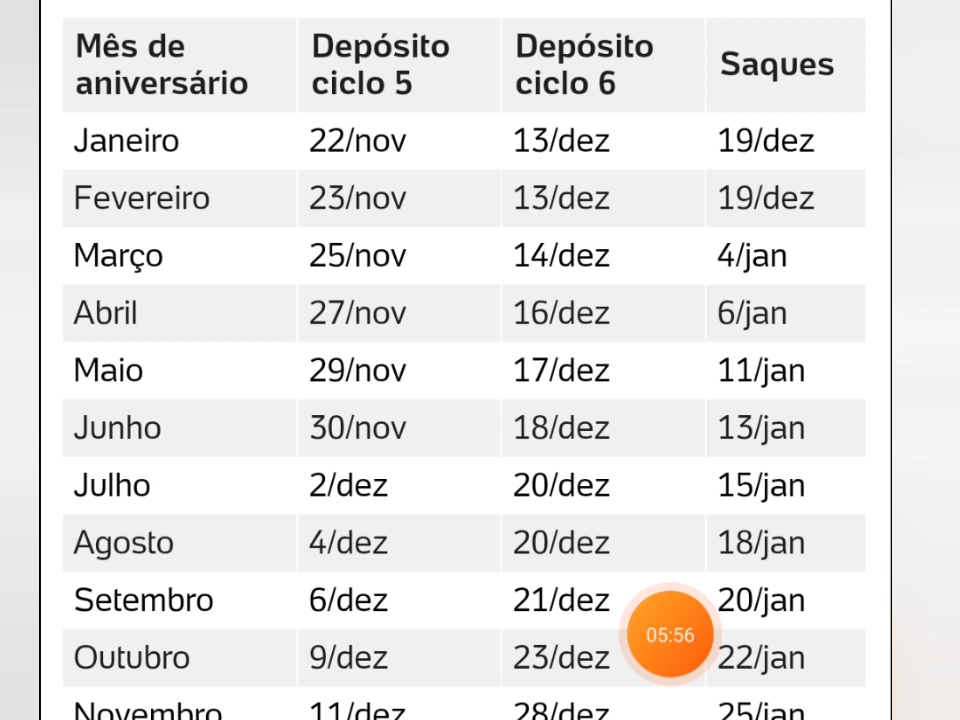 Mês de aniversário Depósito ciclo 5 Depósito ciclo 6 Saques
Janeiro 22/nov 13/dez 19/dez
Fevereiro 23/nov 13/dez 19/dez
Março 25/nov 14/dez 4/jan
Abril 27/nov 16/dez 6/jan
Maio 29/nov 17/dez 11/jan
Junho 30/nov 18/dez 13/jan
Julho 2/dez 20/dez 15/jan
Agosto 4/dez 20/dez 18/jan
Setembro 6/dez 21/dez 20/jan
Outubro 9/dez 23/dez 22/jan
05:56
Novembro 11/dez 28/dez 25/jan